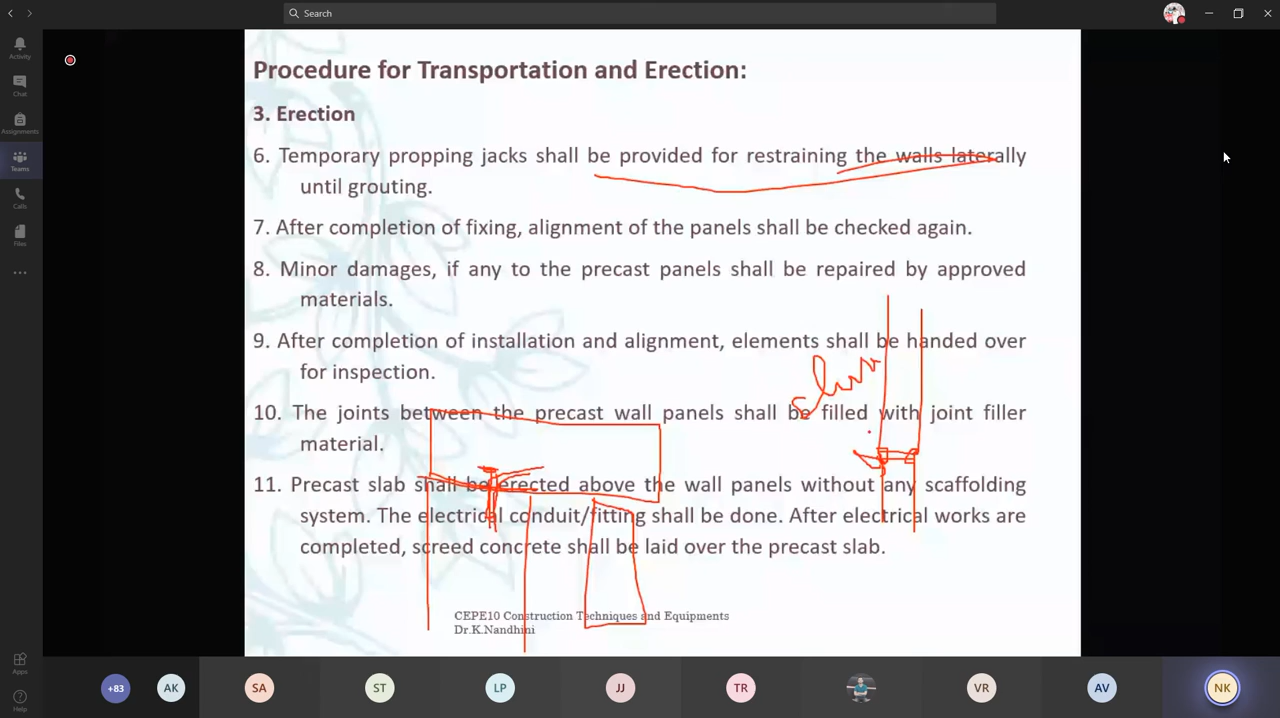 Search
Activity
Chat
Assignments
Teams
Calls
Files
Apps
Help
Procedure for Transportation and Erection:
3. Erection
6. Temporary propping jacks shall be provided for restraining the walls laterally
until grouting.
7. After completion of fixing, alignment of the panels shall be checked again.
8. Minor damages, if any to the precast panels shall be repaired by approved
materials.
9. After completion of installation and alignment, elements shall be handed over
for inspection.
10. The joints between the precast wall panels shall be filled with joint filler
material.
11. Precast slab shall be erected above the wall panels without any scaffolding
system. The electrical conduit/fitting shall be done. After electrical works are
completed, screed concrete shall be laid over the precast slab.
CEPE10 Construction Techniques and Equipments
Dr.K.Nandhini
+83 AK SA ST LP JJ TR VR AV NK